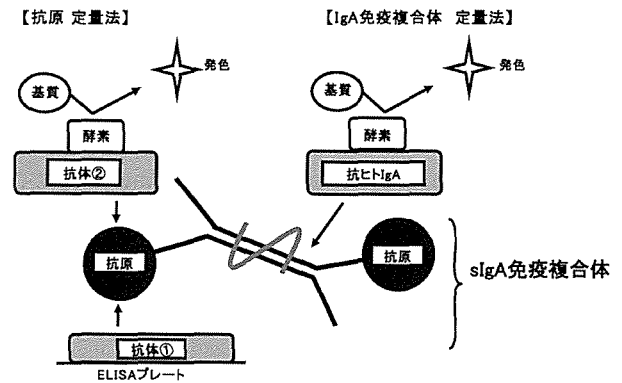 【抗原 定量法】
【IgA免疫複合体 定量法】
発色
基質
酵素
抗体②
発色
基質
酵素
抗ヒトIgA
抗原
抗原
sIgA免疫複合体
抗体①
ELISAプレート